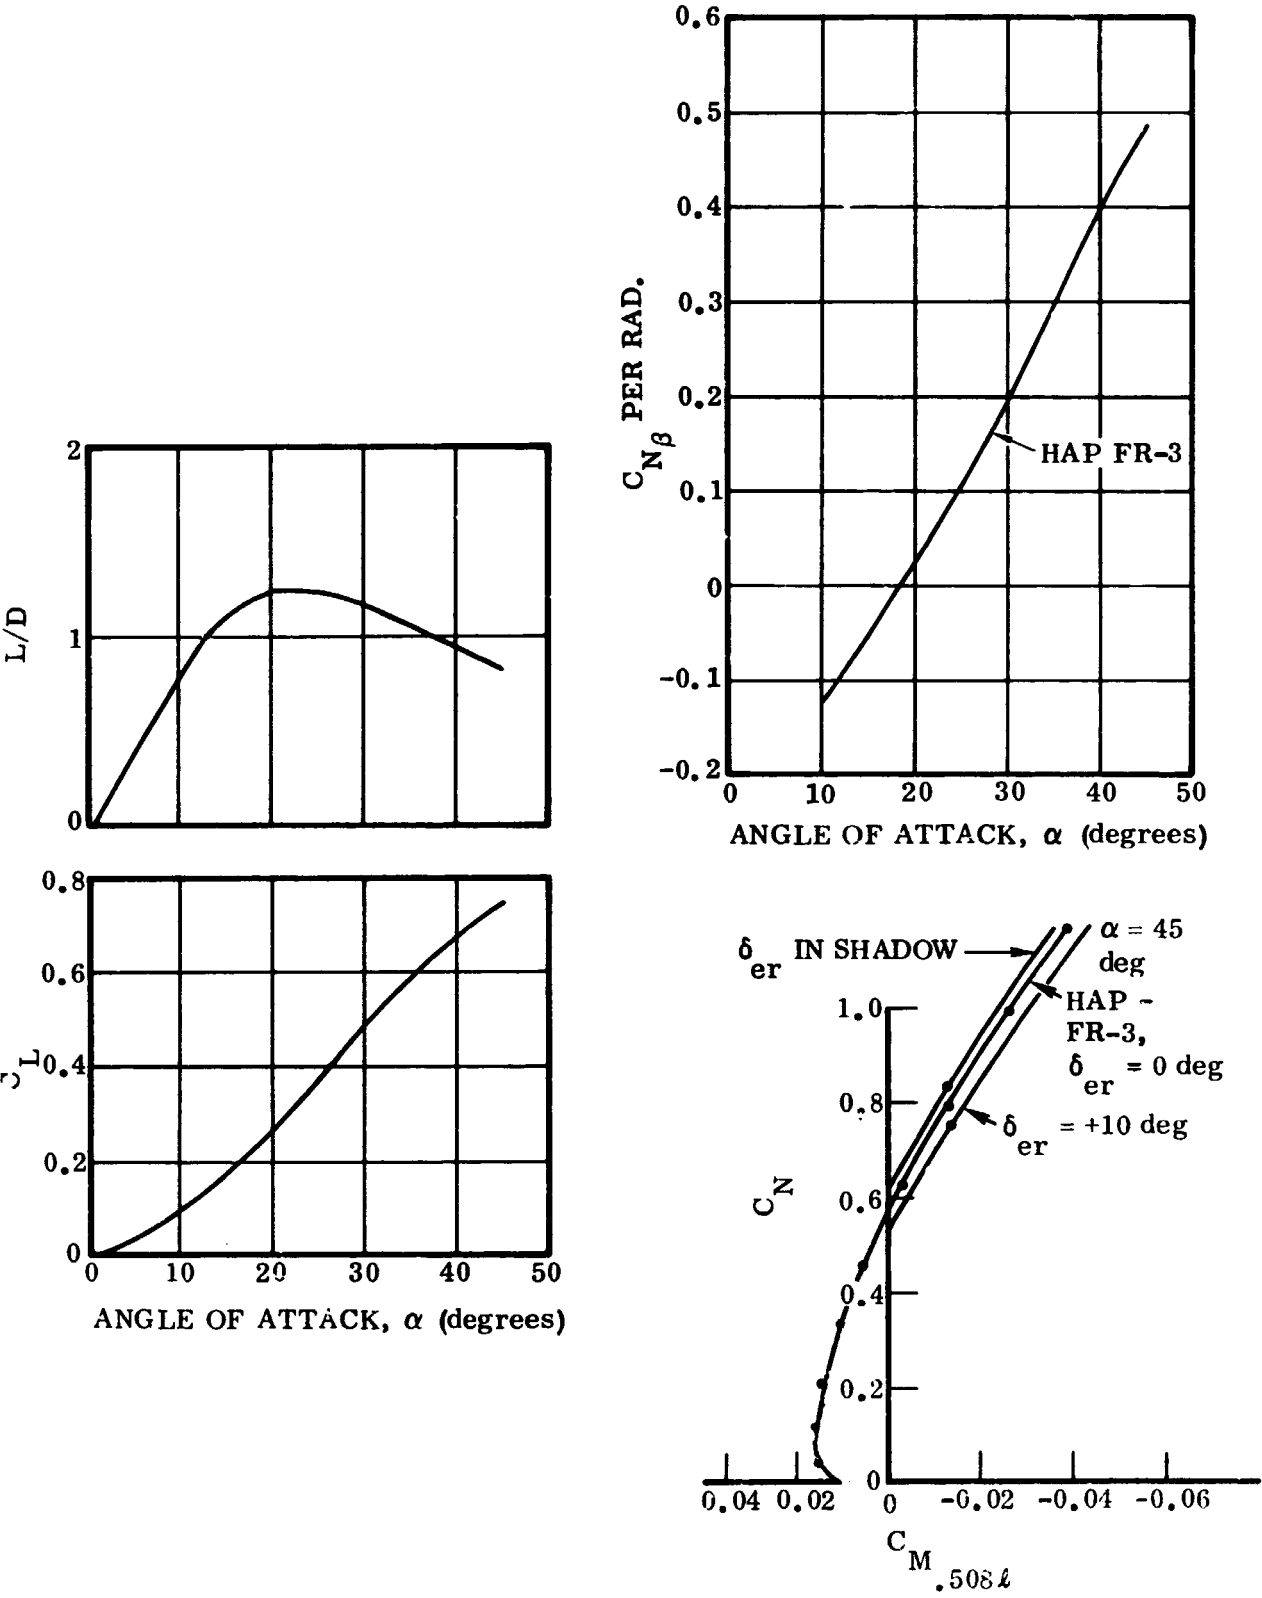 2
1
0
L/D
0.8
0.6
0.4
0.2
0
L
0 10 20 30 40 50
ANGLE OF ATTACK, α (degrees)
0.6
0.5
0.4
0.3
0.2
0.1
0
-0.1
-0.2
C_Nβ PER RAD.
HAP FR-3
0 10 20 30 40 50
ANGLE OF ATTACK, α (degrees)
δ_er IN SHADOW
α = 45
deg
HAP -
FR-3,
δ_er = 0 deg
δ_er = +10 deg
1.0
0.8
0.6
0.4
0.2
0
C_N
0.04 0.02 0 -0.02 -0.04 -0.06
C_M.508ℓ